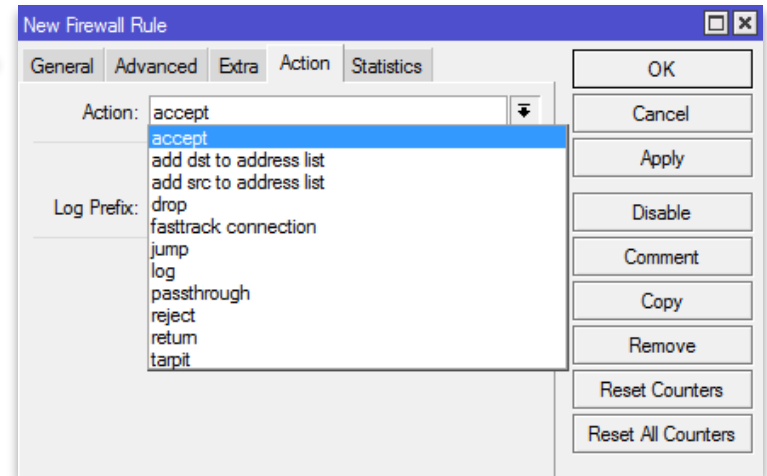 New Firewall Rule
General Advanced Extra Action Statistics
Action: accept
accept
add dst to address list
add src to address list
Log Prefix: drop
fasttrack connection
jump
log
passthrough
reject
return
tarpit
OK
Cancel
Apply
Disable
Comment
Copy
Remove
Reset Counters
Reset All Counters